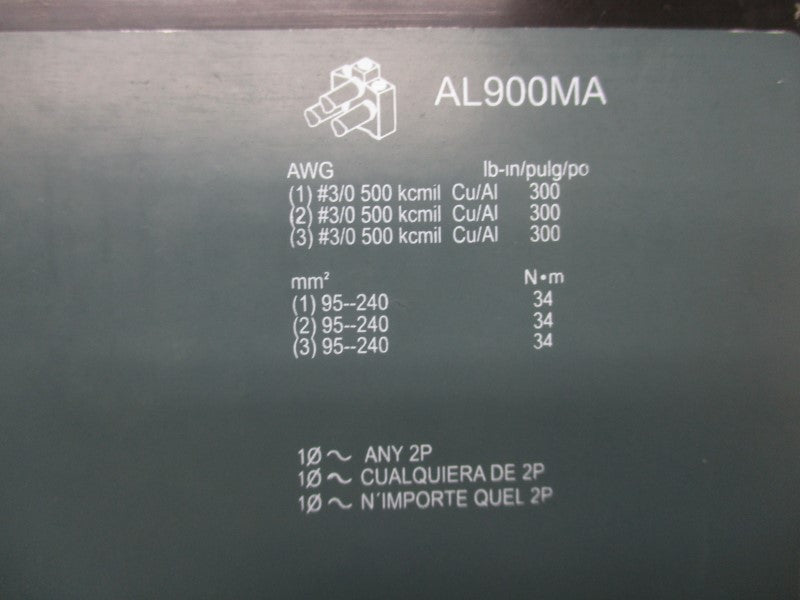 AL900MA
AWG lb-in/pulg/po
(1) #3/0 500 kcmil Cu/Al 300
(2) #3/0 500 kcmil Cu/Al 300
(3) #3/0 500 kcmil Cu/Al 300
mm² N•m
(1) 95--240 34
(2) 95--240 34
(3) 95--240 34
1Ø ~ ANY 2P
1Ø ~ CUALQUIERA DE 2P
1Ø ~ N´IMPORTE QUEL 2P